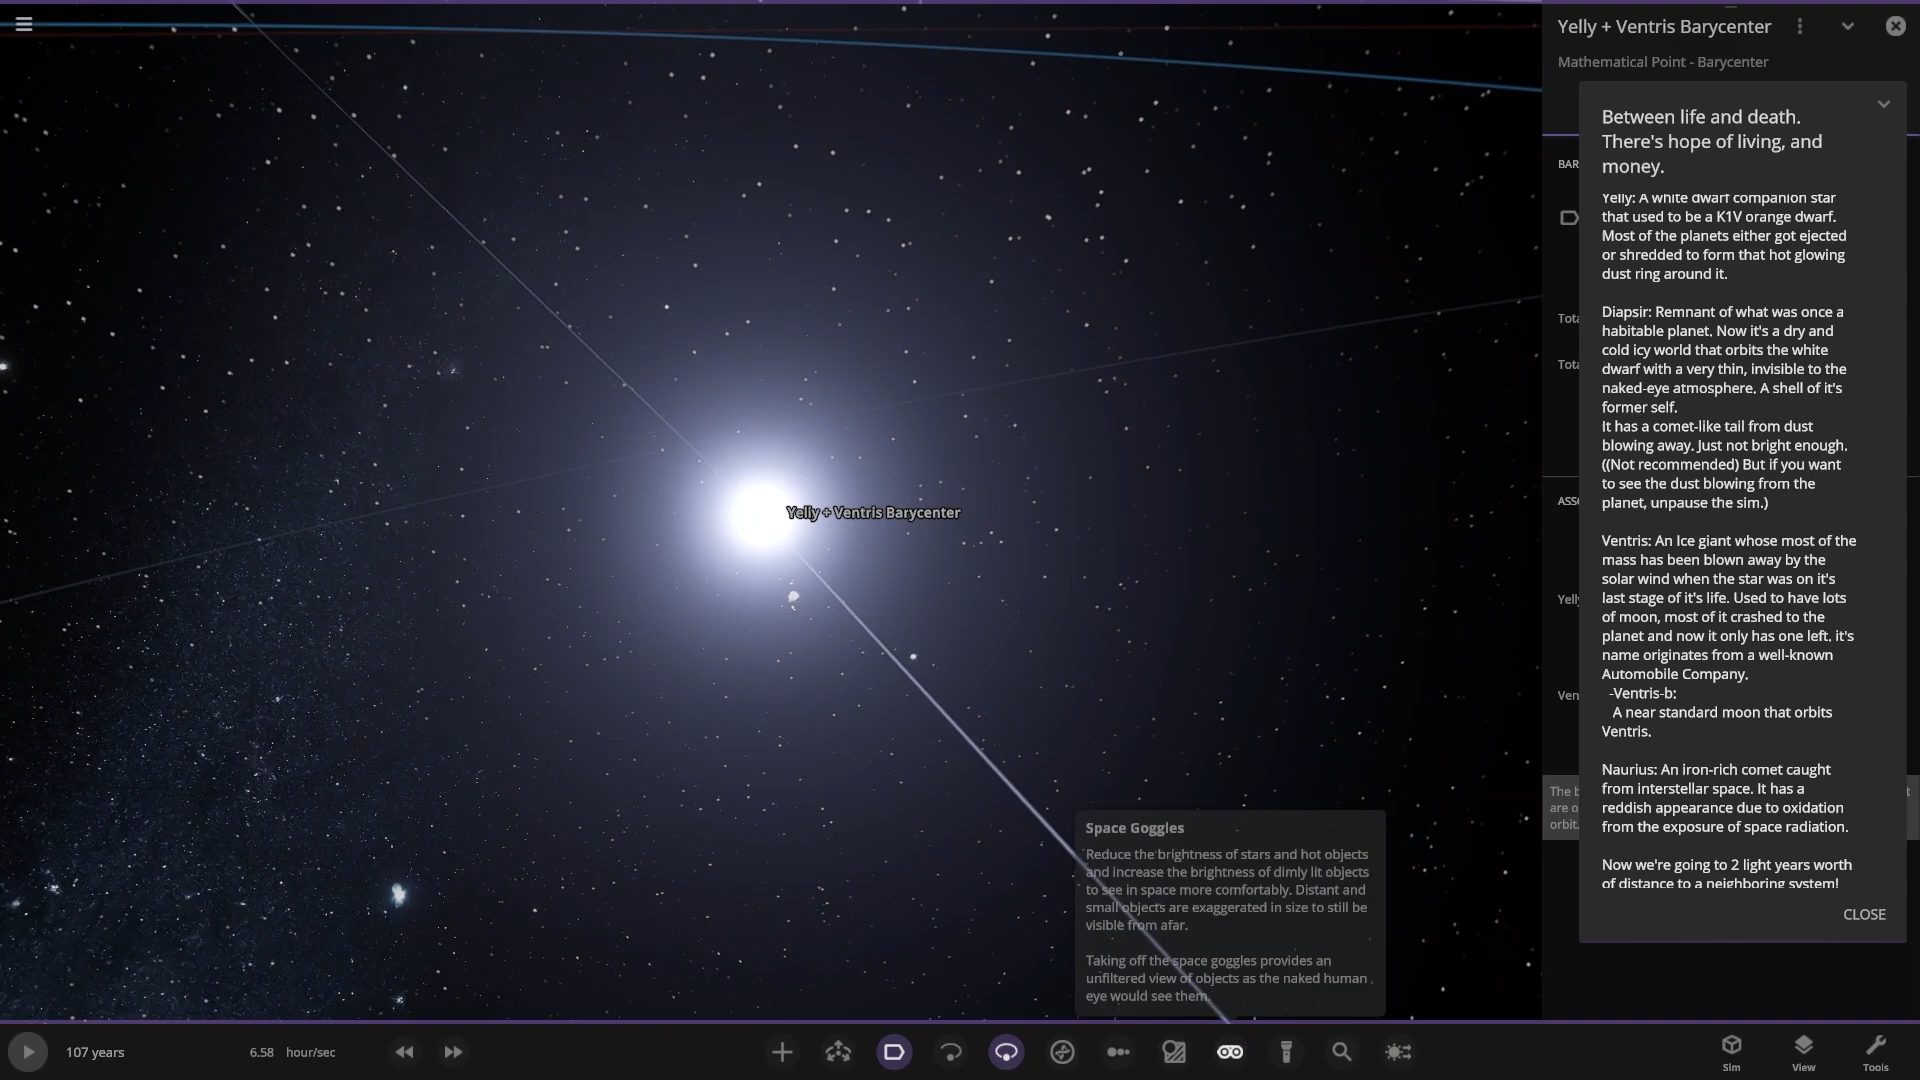 Yelly + Ventris Barycenter
Mathematical Point - Barycenter
Between life and death.
There's hope of living, and
money.
Yelly: A white dwarf companion star
that used to be a K1V orange dwarf.
Most of the planets either got ejected
or shredded to form that hot glowing
dust ring around it.
Diapsir: Remnant of what was once a
habitable planet. Now it's a dry and
cold icy world that orbits the white
dwarf with a very thin, invisible to the
naked-eye atmosphere. A shell of it's
former self.
It has a comet-like tail from dust
blowing away. Just not bright enough.
((Not recommended) But if you want
to see the dust blowing from the
planet, unpause the sim.)
Ventris: An Ice giant whose most of the
mass has been blown away by the
solar wind when the star was on it's
last stage of it's life. Used to have lots
of moon, most of it crashed to the
planet and now it only has one left. it's
name originates from a well-known
Automobile Company.
-Ventris-b:
A near standard moon that orbits
Ventris.
Naurius: An iron-rich comet caught
from interstellar space. It has a
reddish appearance due to oxidation
from the exposure of space radiation.
Now we're going to 2 light years worth
of distance to a neighboring system!
CLOSE
BAR
Tota
Tota
ASSO
Yelly
Ven
The b
are o
orbit.
Yelly + Ventris Barycenter
Space Goggles
Reduce the brightness of stars and hot objects
and increase the brightness of dimly lit objects
to see in space more comfortably. Distant and
small objects are exaggerated in size to still be
visible from afar.
Taking off the space goggles provides an
unfiltered view of objects as the naked human
eye would see them.
107 years
6.58 hour/sec
Sim
View
Tools